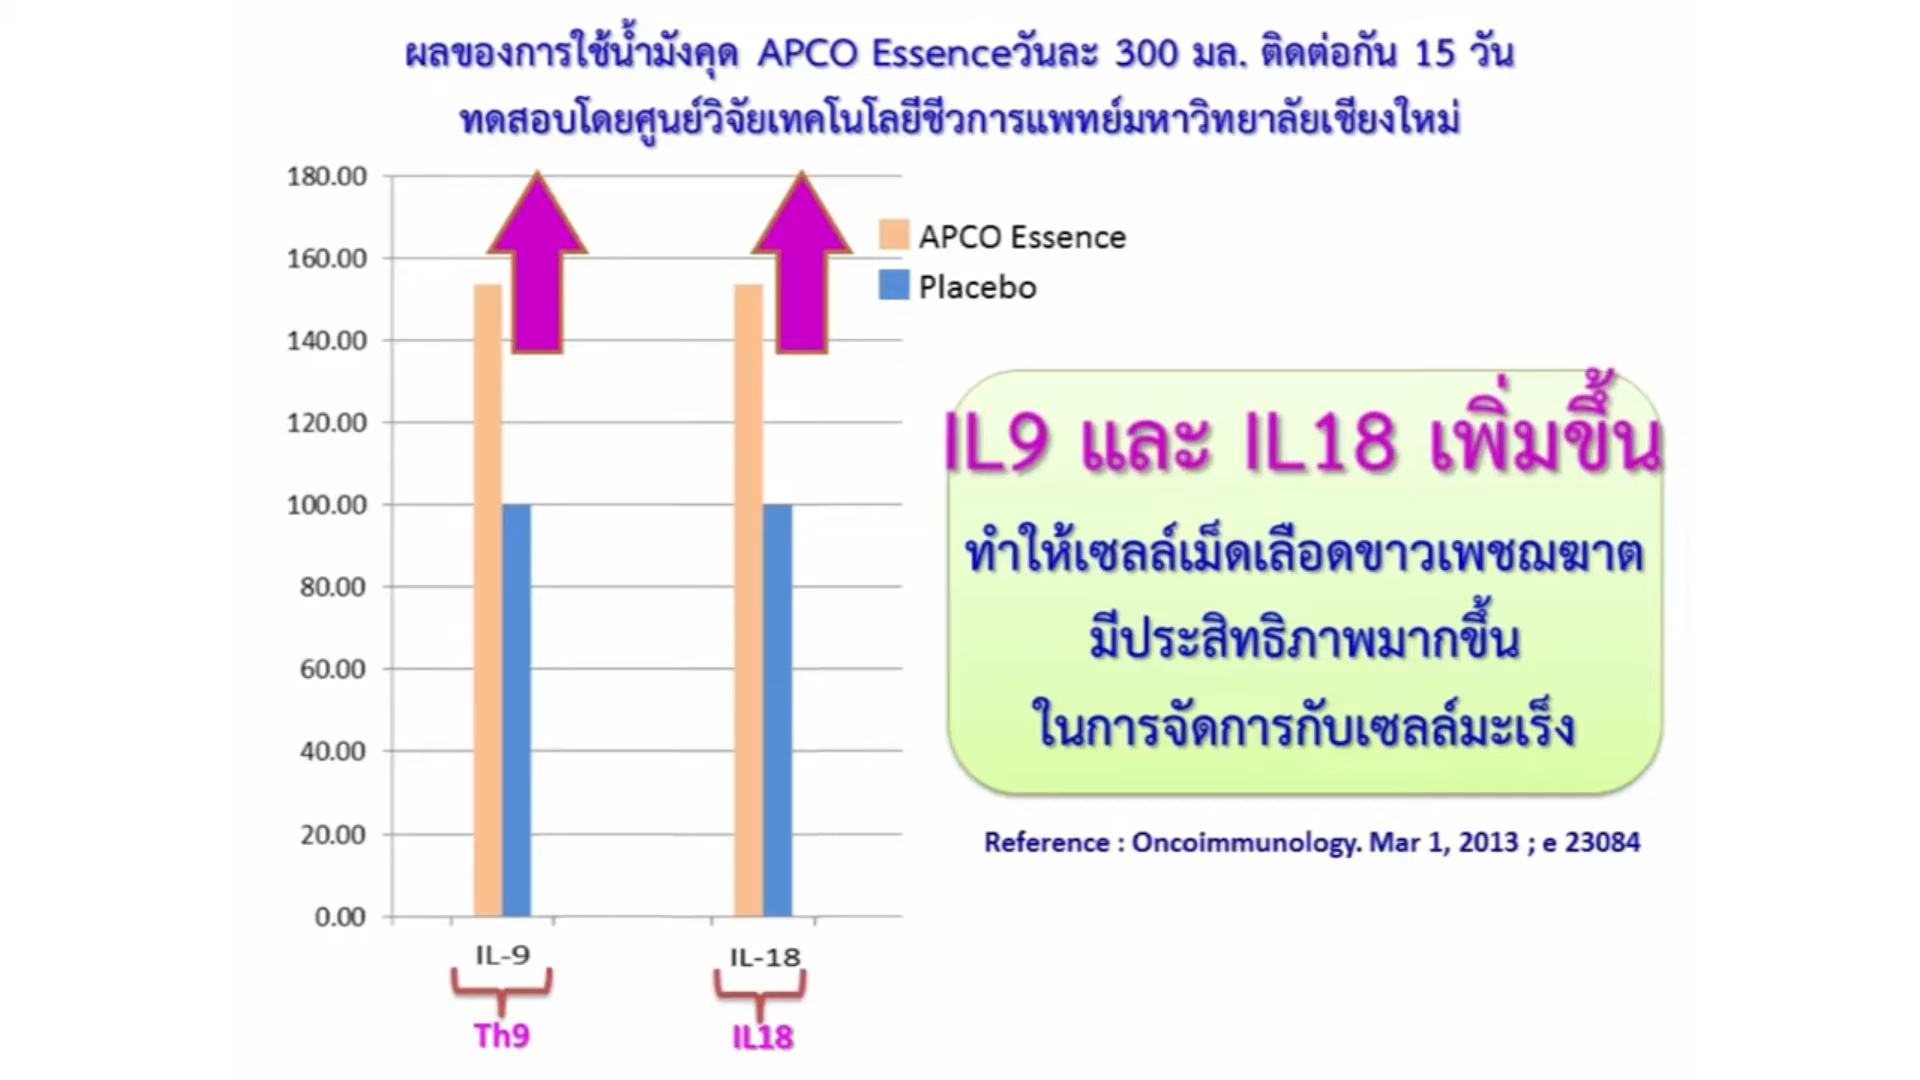 ผลของการใช้น้ำมังคุด APCO Essenceวันละ 300 มล. ติดต่อกัน 15 วัน
ทดสอบโดยศูนย์วิจัยเทคโนโลยีชีวการแพทย์มหาวิทยาลัยเชียงใหม่
180.00
160.00
140.00
120.00
100.00
80.00
60.00
40.00
20.00
0.00
IL-9
IL-18
Th9
IL18
APCO Essence
Placebo
IL9 และ IL18 เพิ่มขึ้น
ทำให้เซลล์เม็ดเลือดขาวเพชฌฆาต
มีประสิทธิภาพมากขึ้น
ในการจัดการกับเซลล์มะเร็ง
Reference : Oncoimmunology. Mar 1, 2013 ; e 23084